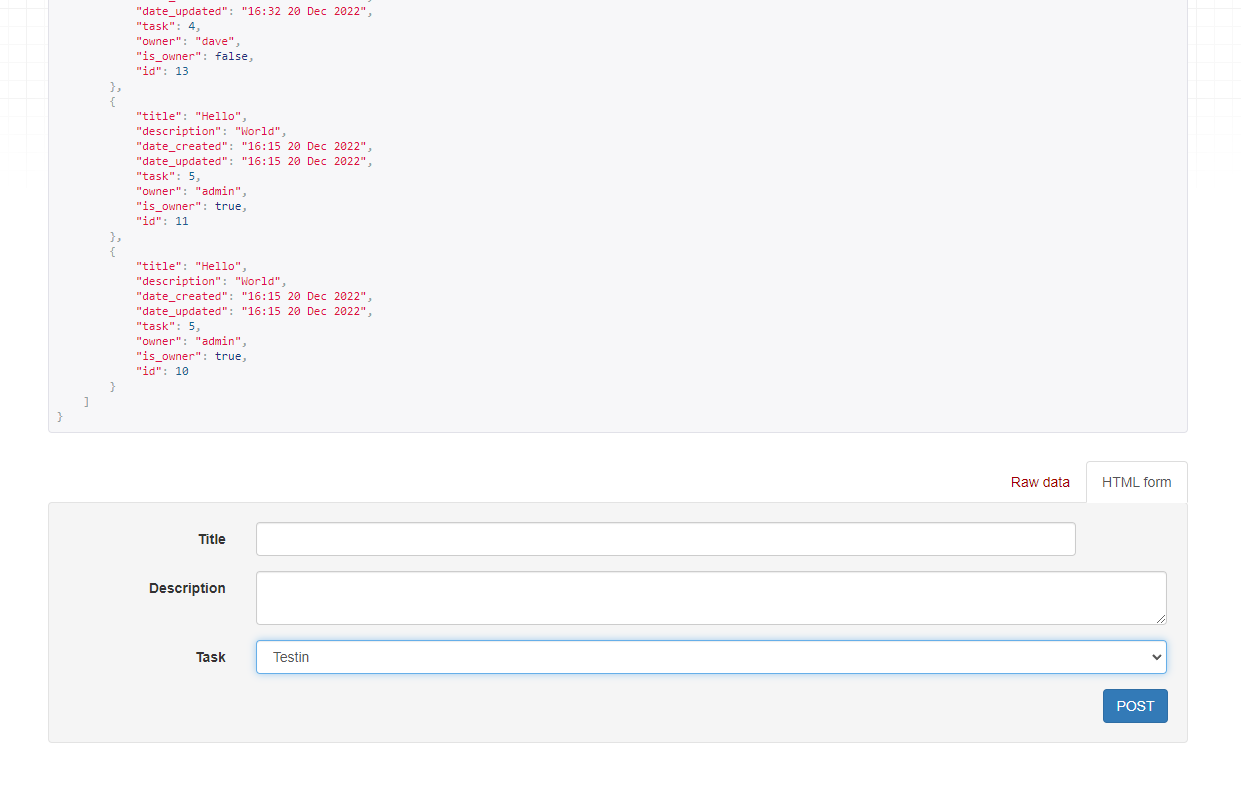 "date_updated": "16:32 20 Dec 2022",
"task": 4,
"owner": "dave",
"is_owner": false,
"id": 13
},
{
"title": "Hello",
"description": "World",
"date_created": "16:15 20 Dec 2022",
"date_updated": "16:15 20 Dec 2022",
"task": 5,
"owner": "admin",
"is_owner": true,
"id": 11
},
{
"title": "Hello",
"description": "World",
"date_created": "16:15 20 Dec 2022",
"date_updated": "16:15 20 Dec 2022",
"task": 5,
"owner": "admin",
"is_owner": true,
"id": 10
}
]
}
Raw data HTML form
Title
Description
Task Testin
POST